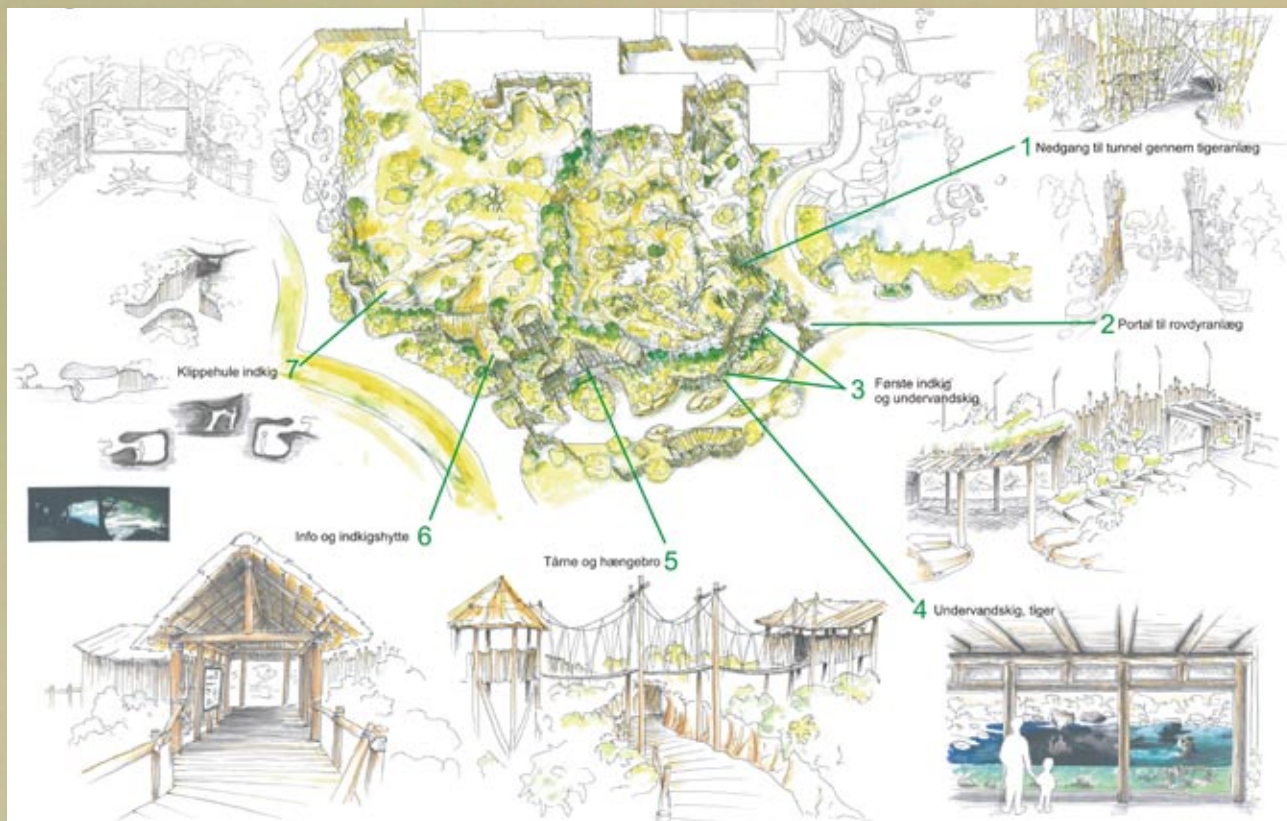 1 Nedgang til tunnel gennem tigeranlæg
2 Portal til rovdyranlæg
3 Første indkig
og undervandskig
4 Undervandskig, tiger
Tårne og hængebro 5
Info og indkigshytte 6
Klippehule indkig 7